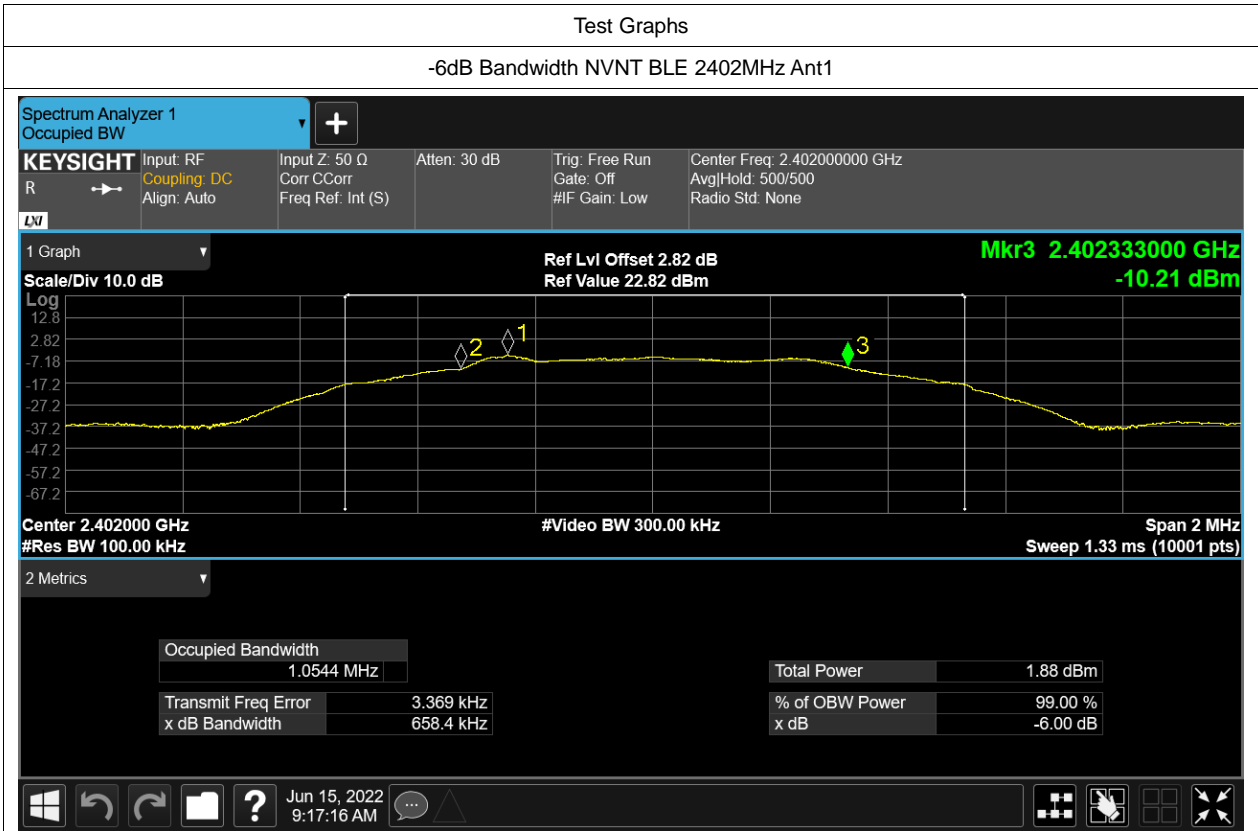 Test Graphs
-6dB Bandwidth NVNT BLE 2402MHz Ant1
Spectrum Analyzer 1
Occupied BW
KEYSIGHT Input: RF Input Z: 50 Ω Atten: 30 dB Trig: Free Run Center Freq: 2.402000000 GHz
R Coupling: DC Corr CCorr Gate: Off Avg|Hold: 500/500
Align: Auto Freq Ref: Int (S) #IF Gain: Low Radio Std: None
LXI
1 Graph Ref Lvl Offset 2.82 dB Mkr3 2.402333000 GHz
Scale/Div 10.0 dB Ref Value 22.82 dBm -10.21 dBm
Log
12.8
2.82
-7.18
-17.2
-27.2
-37.2
-47.2
-57.2
-67.2
2
1
3
Center 2.402000 GHz #Video BW 300.00 kHz Span 2 MHz
#Res BW 100.00 kHz Sweep 1.33 ms (10001 pts)
2 Metrics
Occupied Bandwidth
1.0544 MHz Total Power 1.88 dBm
Transmit Freq Error 3.369 kHz % of OBW Power 99.00 %
x dB Bandwidth 658.4 kHz x dB -6.00 dB
? Jun 15, 2022
9:17:16 AM